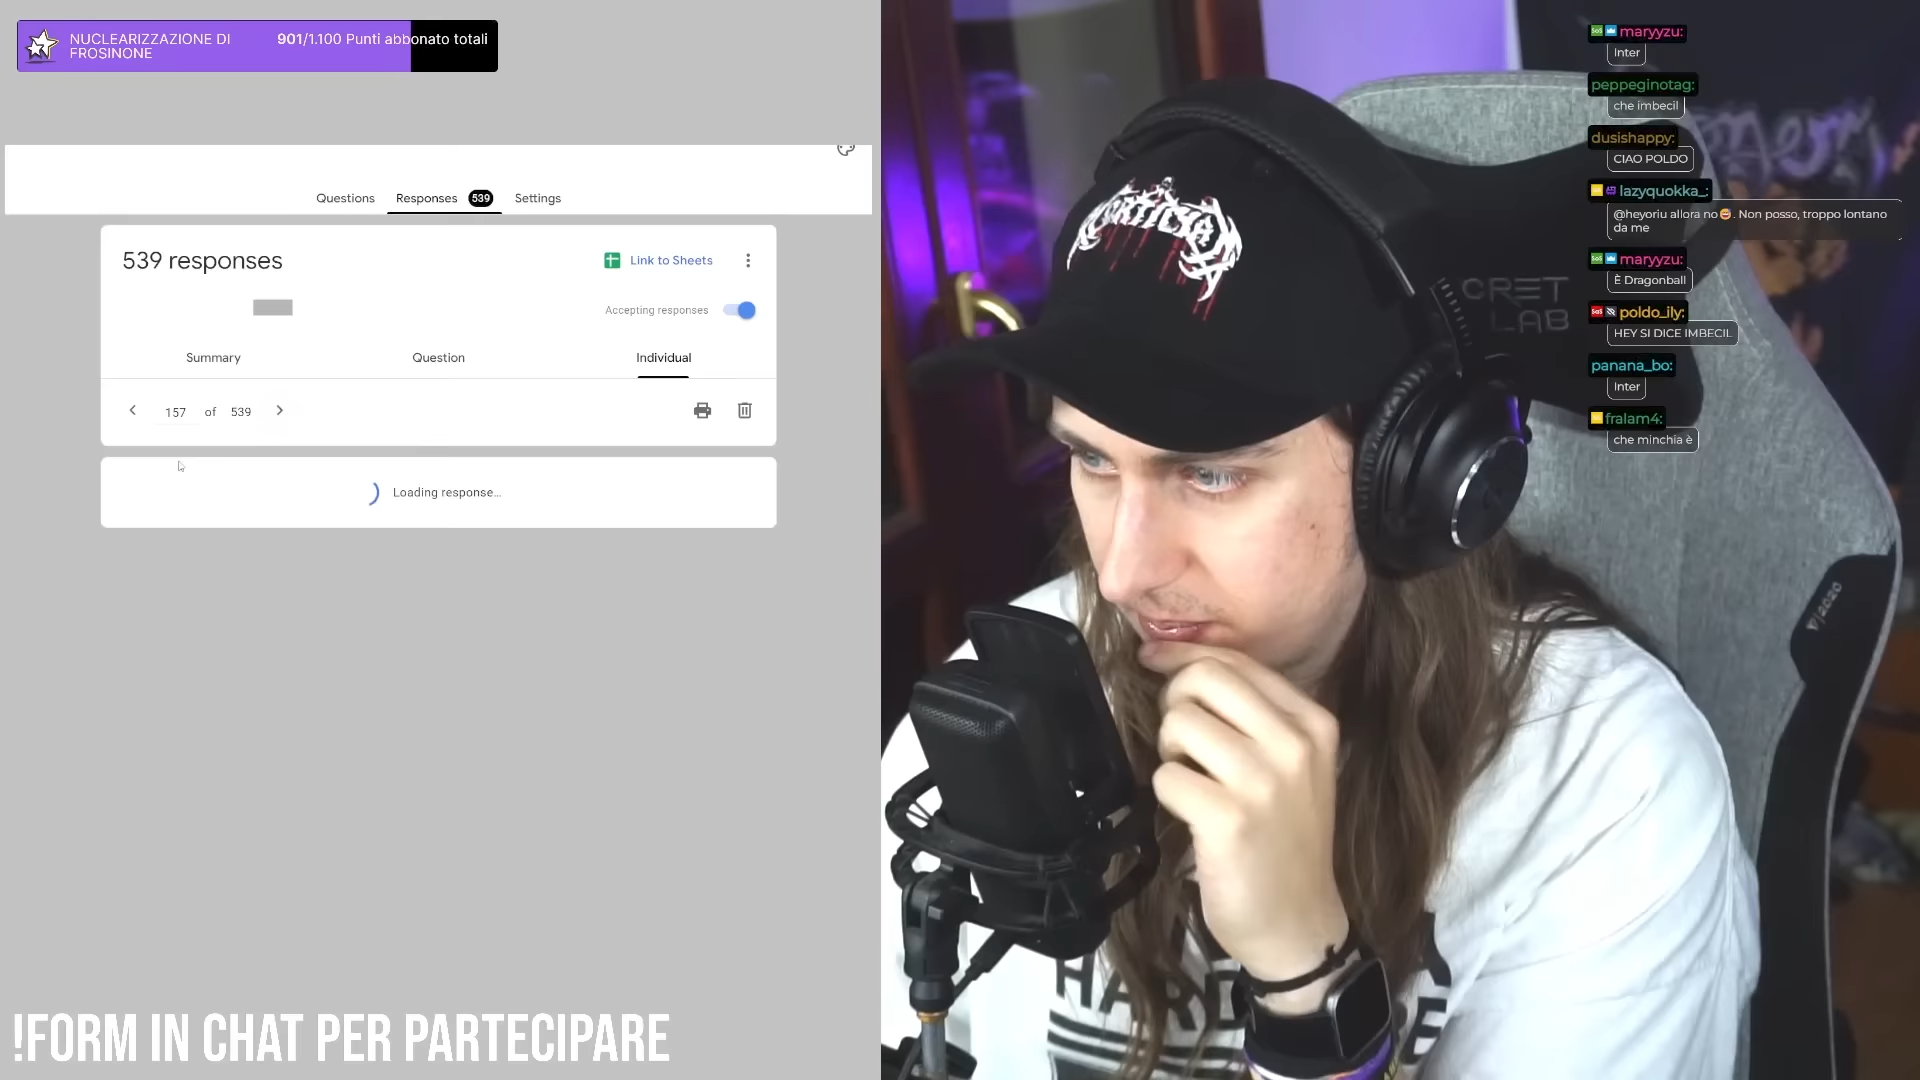 NUCLEARIZZAZIONE DI
FROSINONE
901/1.100 Punti abbonato totali
Questions
Responses 539
Settings
539 responses
Link to Sheets
Accepting responses
Summary
Question
Individual
157 of 539
Loading response...
!FORM IN CHAT PER PARTECIPARE
maryyzu:
Inter
peppeginotag:
che imbecil
dusishappy:
CIAO POLDO
lazyquokka_:
@heyoriu allora no😅. Non posso, troppo lontano
da me
maryyzu:
È Dragonball
poldo_ily:
HEY SI DICE IMBECIL
panana_bo:
Inter
fralam4:
che minchia è
CRET
LAB